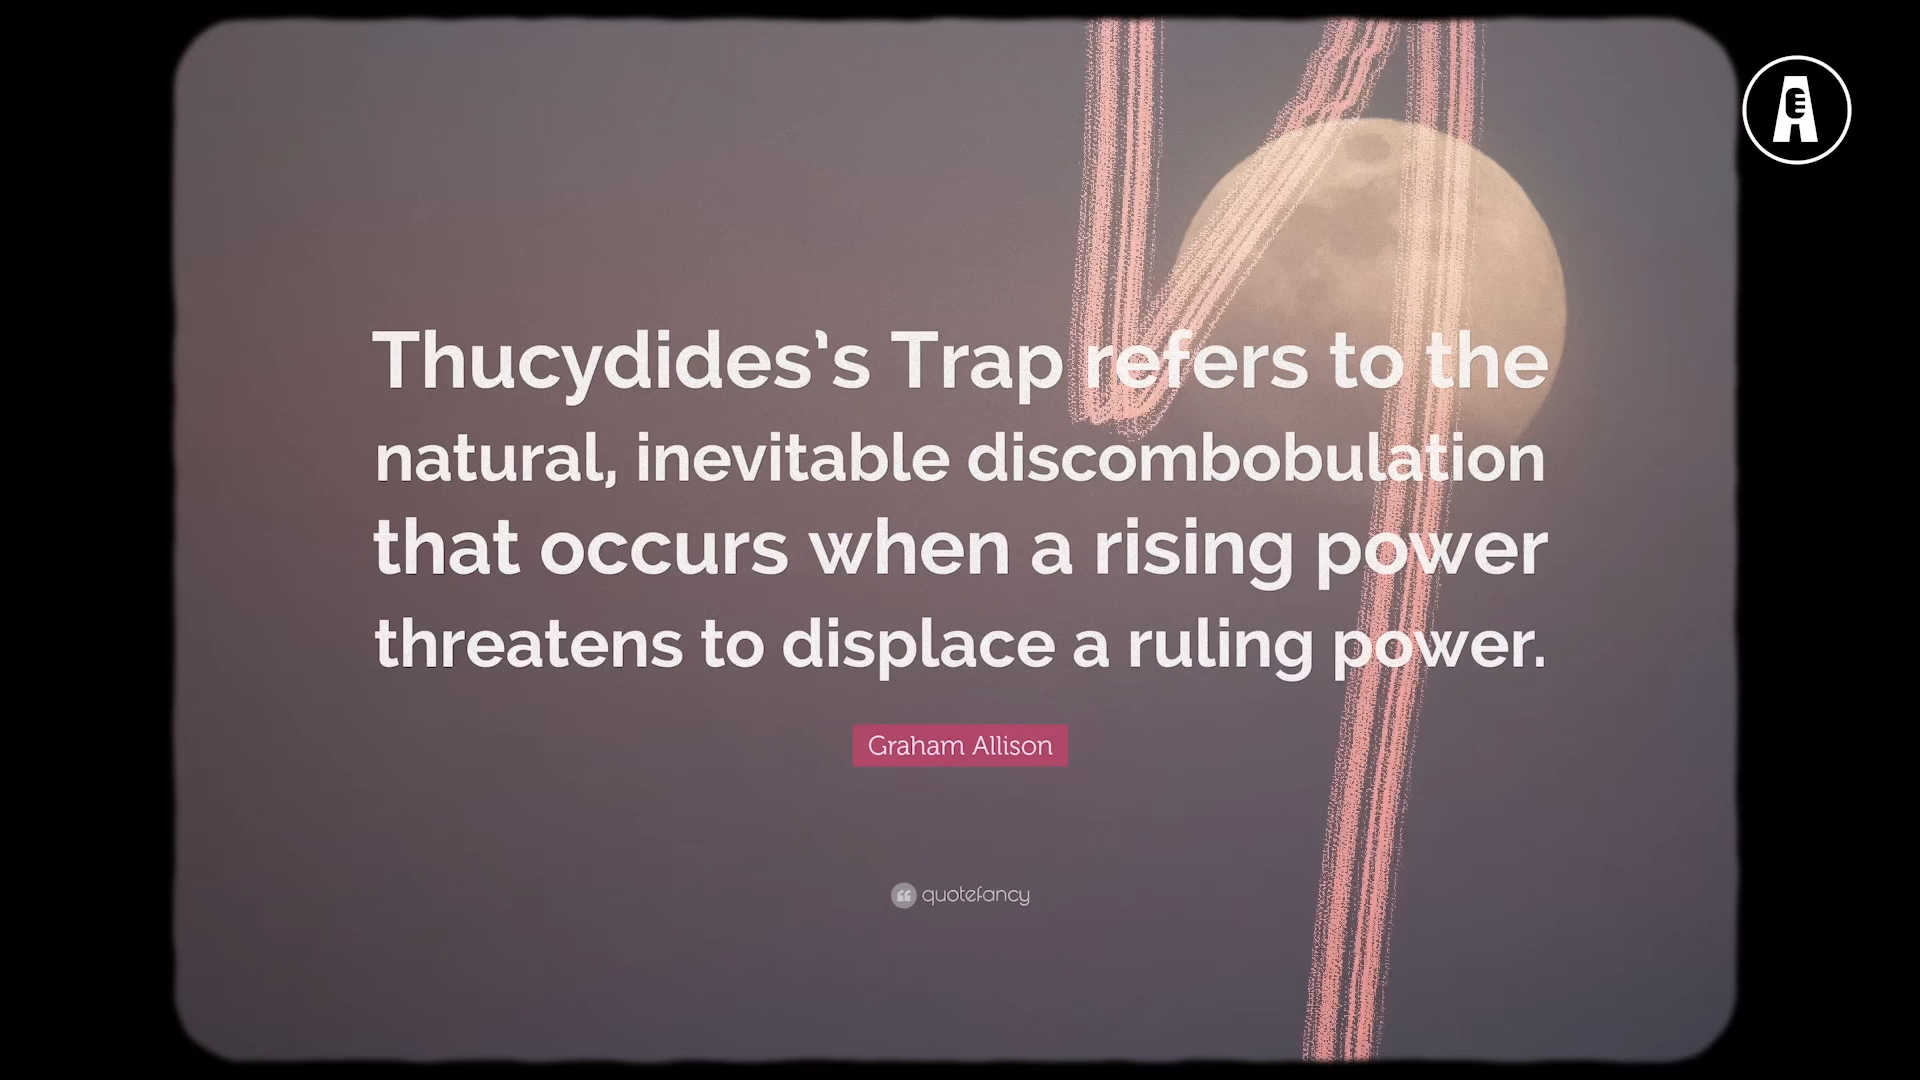 Thucydides’s Trap refers to the
natural, inevitable discombobulation
that occurs when a rising power
threatens to displace a ruling power.
Graham Allison
quotefancy